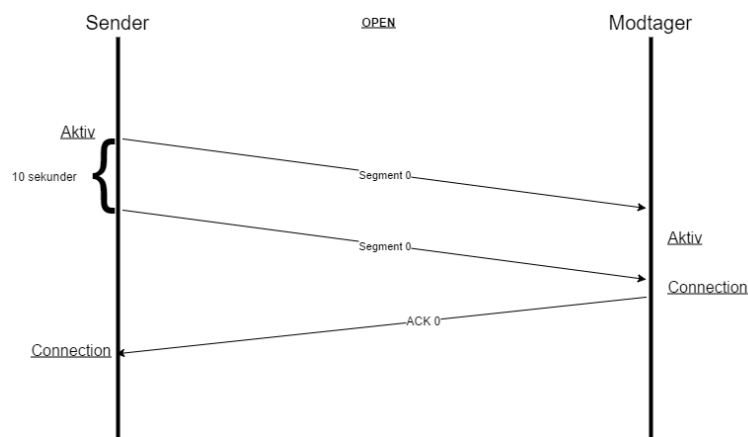 Sender
OPEN
Modtager
Aktiv
10 sekunder
Segment 0
Aktiv
Segment 0
Connection
ACK 0
Connection